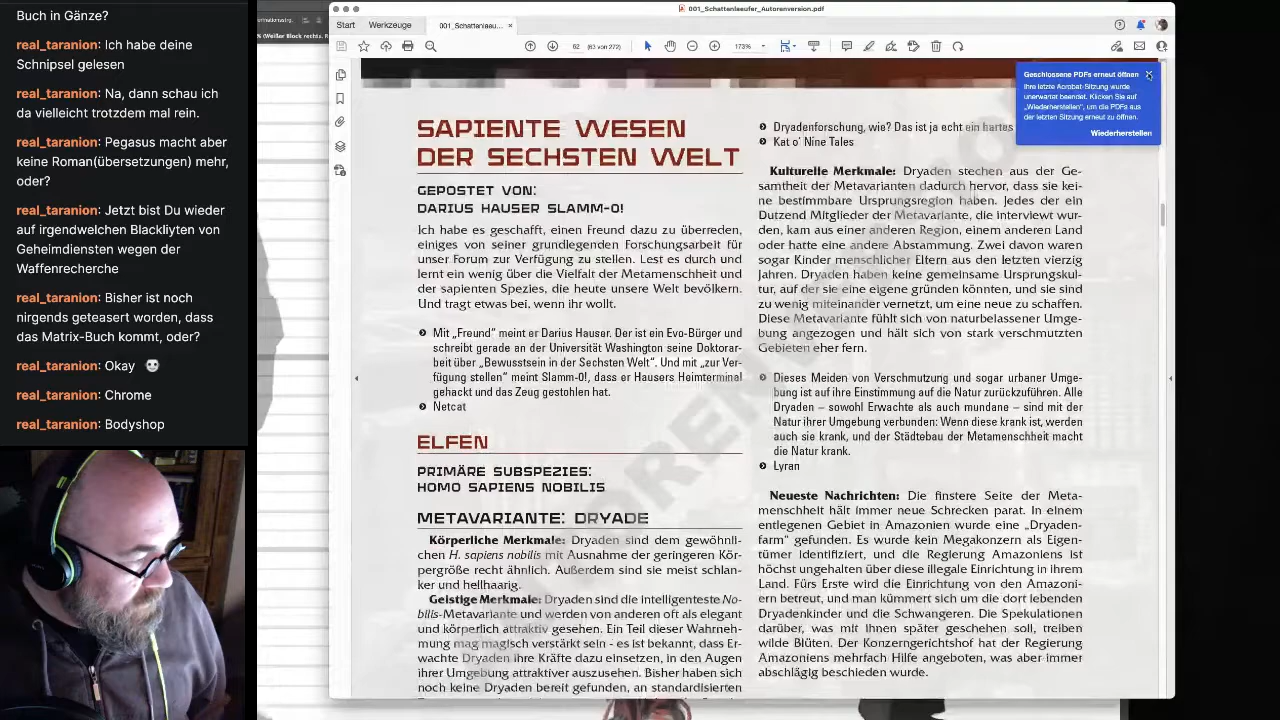 Buch in Gänze?
real_taranion: Ich habe deine
Schnipsel gelesen
real_taranion: Na, dann schau ich
da vielleicht trotzdem mal rein.
real_taranion: Pegasus macht aber
keine Roman(übersetzungen) mehr,
oder?
real_taranion: Jetzt bist Du wieder
auf irgendwelchen Blacklyten von
Geheimdiensten wegen der
Waffenrecherche
real_taranion: Bisher ist noch
nirgends geteasert worden, dass
das Matrix-Buch kommt, oder?
real_taranion: Okay
real_taranion: Chrome
real_taranion: Bodyshop
001_Schattenlaeufer_Autorenversion.pdf
Start Werkzeuge 001_Schattenlaeuf...
62 (63 von 272) 173%
Geschlossene PDFs erneut öffnen
Ihre letzte Acrobat-Sitzung wurde
unerwartet beendet. Klicken Sie auf
„Wiederherstellen“, um die PDFs aus
der letzten Sitzung erneut zu öffnen.
Wiederherstellen
SAPIENTE WESEN
DER SECHSTEN WELT
GEPOSTET VON:
DARIUS HAUSER SLAMM-0!
Ich habe es geschafft, einen Freund dazu zu überreden,
einiges von seiner grundlegenden Forschungsarbeit für
unser Forum zur Verfügung zu stellen. Lest es durch und
lernt ein wenig über die Vielfalt der Metamenschheit und
der sapienten Spezies, die heute unsere Welt bevölkern.
Und tragt etwas bei, wenn ihr wollt.
Mit „Freund“ meint er Darius Hauser. Der ist ein Evo-Bürger und
schreibt gerade an der Universität Washington seine Doktorar-
beit über „Bewusstsein in der Sechsten Welt“. Und mit „zur Ver-
fügung stellen“ meint Slamm-0!, dass er Hausers Heimterminal
gehackt und das Zeug gestohlen hat.
Netcat
ELFEN
PRIMÄRE SUBSPEZIES:
HOMO SAPIENS NOBILIS
METAVARIANTE: DRYADE
Körperliche Merkmale: Dryaden sind dem gewöhnli-
chen H. sapiens nobilis mit Ausnahme der geringeren Kör-
pergröße recht ähnlich. Außerdem sind sie meist schlan-
ker und hellhaarig.
Geistige Merkmale: Dryaden sind die intelligenteste No-
bilis-Metavariante und werden von anderen oft als elegant
und körperlich attraktiv gesehen. Ein Teil dieser Wahrneh-
mung mag magisch verstärkt sein - es ist bekannt, dass Er-
wachte Dryaden ihre Kräfte dazu einsetzen, in den Augen
ihrer Umgebung attraktiver auszusehen. Bisher haben sich
noch keine Dryaden bereit gefunden, an standardisierten
Dryadenforschung, wie? Das ist ja echt ein hartes
Kat o' Nine Tales
Kulturelle Merkmale: Dryaden stechen aus der Ge-
samtheit der Metavarianten dadurch hervor, dass sie kei-
ne bestimmbare Ursprungsregion haben. Jedes der ein
Dutzend Mitglieder der Metavariante, die interviewt wur-
den, kam aus einer anderen Region, einem anderen Land
oder hatte eine andere Abstammung. Zwei davon waren
sogar Kinder menschlicher Eltern aus den letzten vierzig
Jahren. Dryaden haben keine gemeinsame Ursprungskul-
tur, auf der sie eine eigene gründen könnten, und sie sind
zu wenig miteinander vernetzt, um eine neue zu schaffen.
Diese Metavariante fühlt sich von naturbelassener Umge-
bung angezogen und hält sich von stark verschmutzten
Gebieten eher fern.
Dieses Meiden von Verschmutzung und sogar urbaner Umge-
bung ist auf ihre Einstimmung auf die Natur zurückzuführen. Alle
Dryaden – sowohl Erwachte als auch mundane – sind mit der
Natur ihrer Umgebung verbunden: Wenn diese krank ist, werden
auch sie krank, und der Städtebau der Metamenschheit macht
die Natur krank.
Lyran
Neueste Nachrichten: Die finstere Seite der Meta-
menschheit hält immer neue Schrecken parat. In einem
entlegenen Gebiet in Amazonien wurde eine „Dryaden-
farm“ gefunden. Es wurde kein Megakonzern als Eigen-
tümer identifiziert, und die Regierung Amazoniens ist
höchst ungehalten über diese illegale Einrichtung in ihrem
Land. Fürs Erste wird die Einrichtung von den Amazoni-
ern betreut, und man kümmert sich um die dort lebenden
Dryadenkinder und die Schwangeren. Die Spekulationen
darüber, was mit ihnen später geschehen soll, treiben
wilde Blüten. Der Konzerngerichtshof hat der Regierung
Amazoniens mehrfach Hilfe angeboten, was aber immer
abschlägig beschieden wurde.